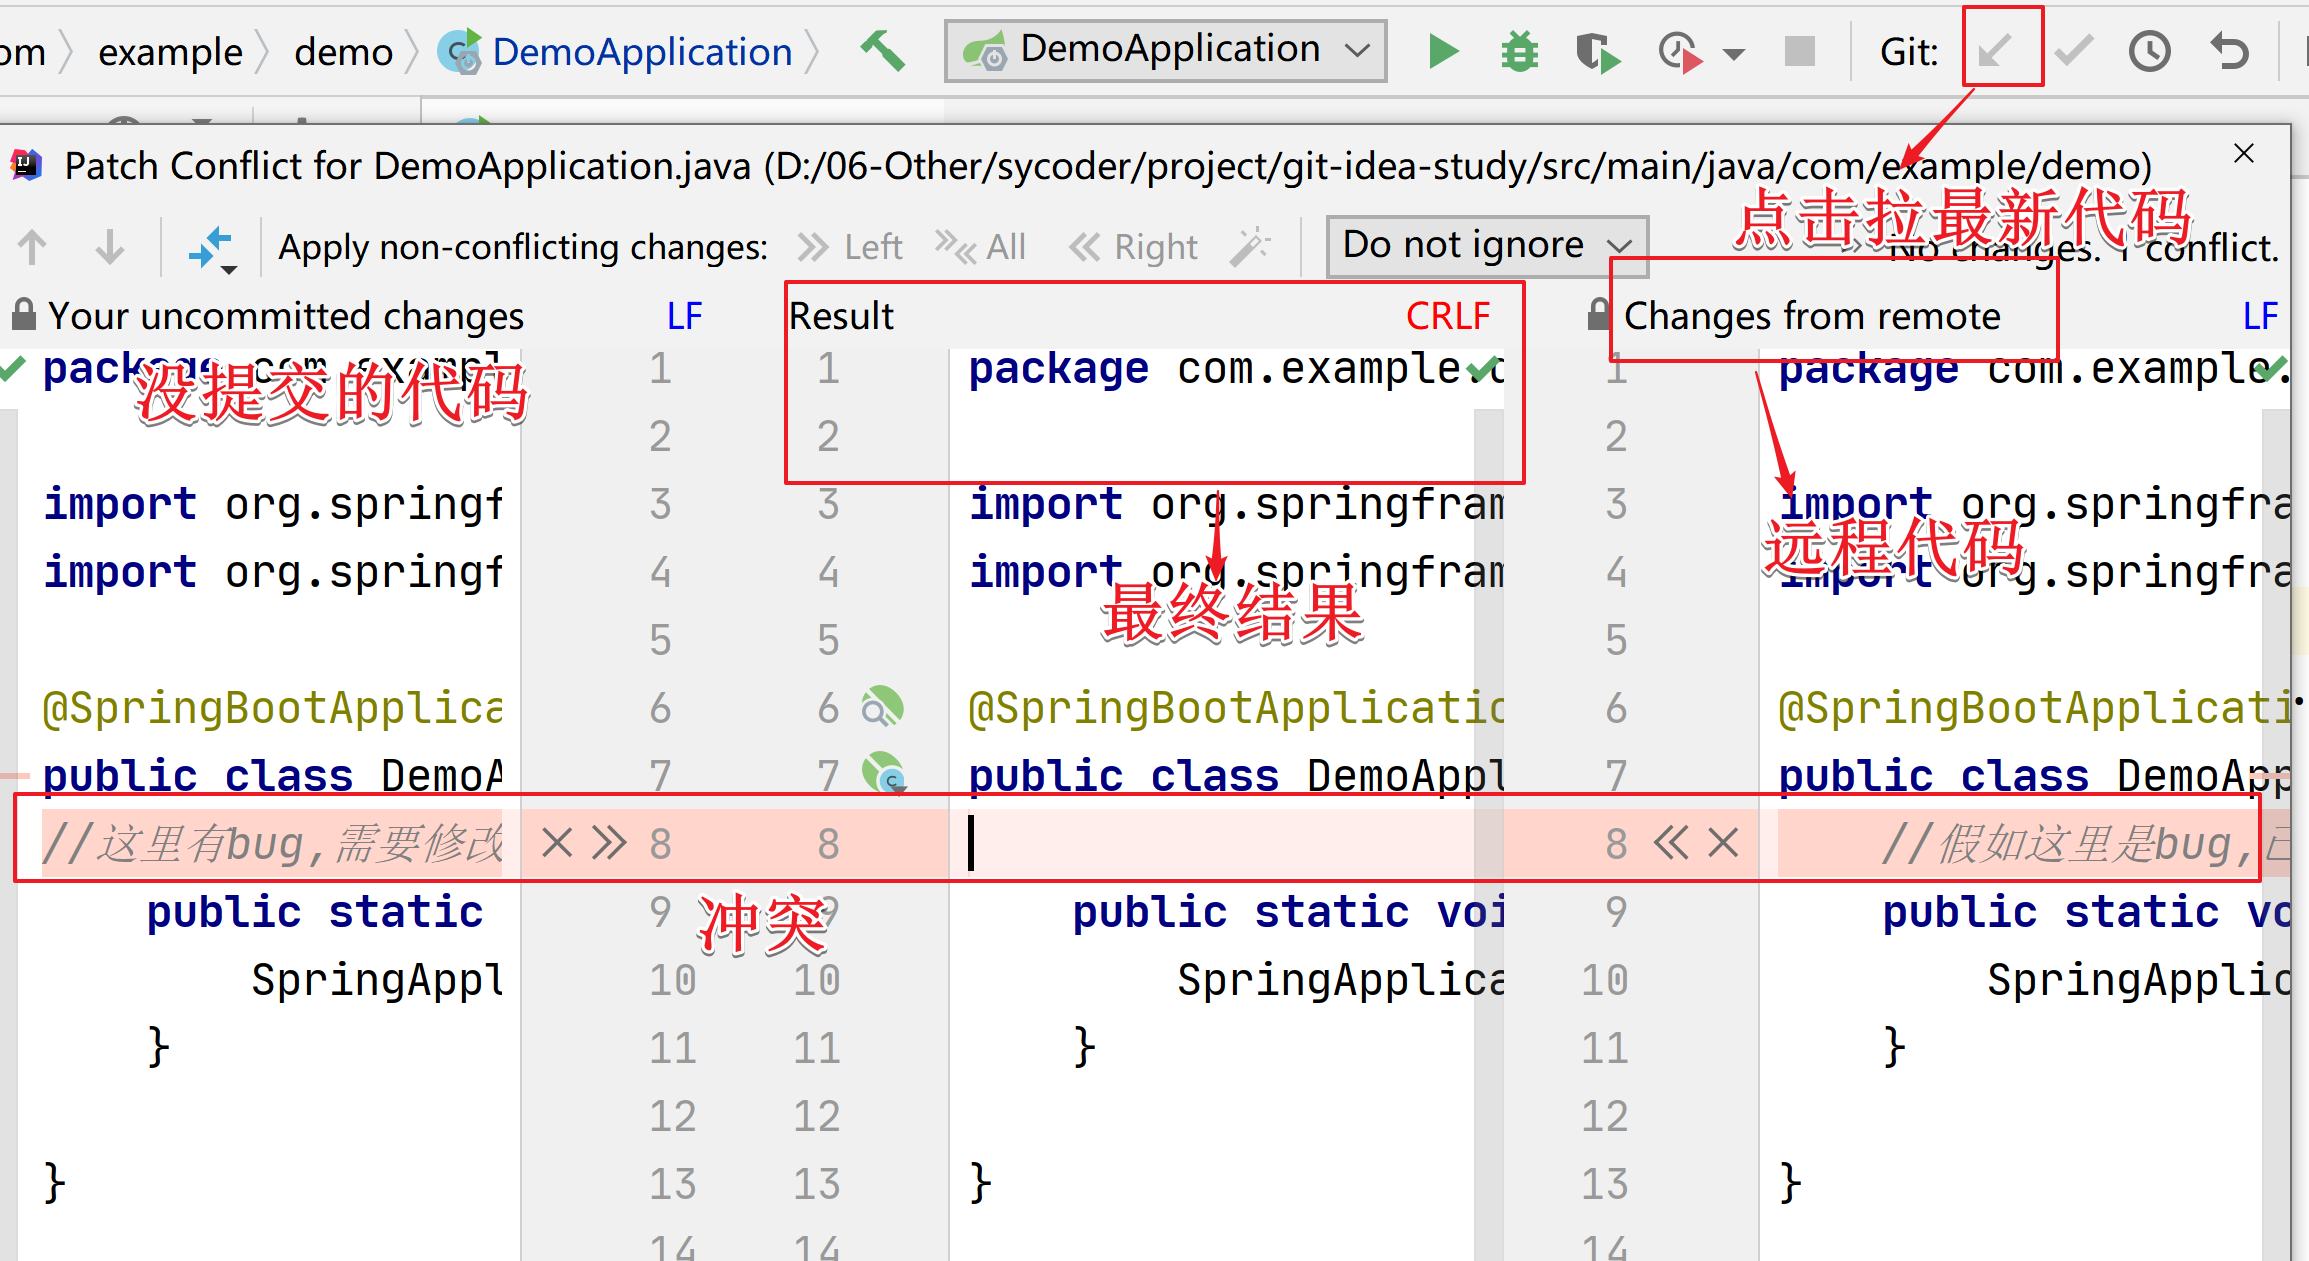 om example demo DemoApplication DemoApplication Git:
Patch Conflict for DemoApplication.java (D:/06-Other/sycoder/project/git-idea-study/src/main/java/com/example/demo)
点击拉最新代码
Apply non-conflicting changes: Left All Right Do not ignore No changes. 1 conflict.
Your uncommitted changes LF Result CRLF Changes from remote LF
package com.exampl 1 1 package com.example. 1 package com.example.
没提交的代码
2 2 2
import org.springf 3 3 import org.springfram 3 import org.springfra
远程代码
import org.springf 4 4 import org.springfram 4 import org.springfra
最终结果
5 5 5
@SpringBootApplica 6 6 @SpringBootApplicatic 6 @SpringBootApplicati
public class DemoA 7 7 public class DemoAppl 7 public class DemoApp
//这里有bug,需要修改 8 8 8 //假如这里是bug,已
public static 9 9 public static voi 9 public static vo
冲突
SpringAppl 10 10 SpringApplica 10 SpringApplic
} 11 11 } 11 }
12 12 12
} 13 13 } 13 }
14 14 14